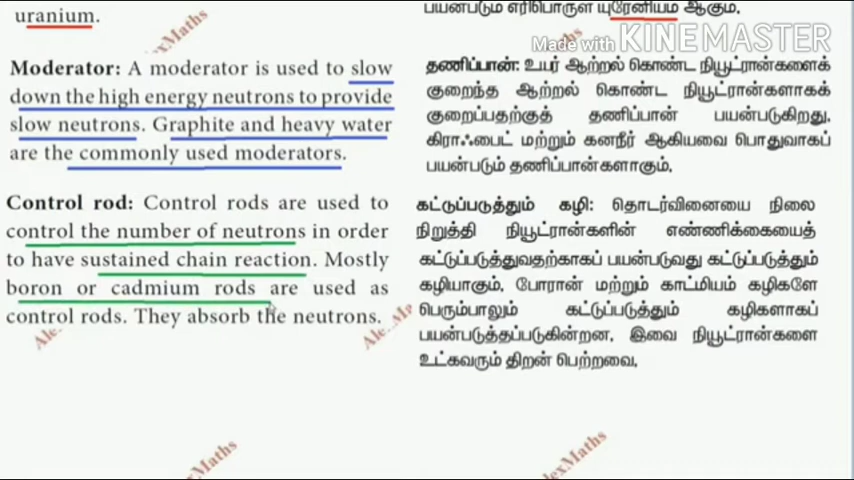 uranium.
Moderator: A moderator is used to slow
down the high energy neutrons to provide
slow neutrons. Graphite and heavy water
are the commonly used moderators.
Control rod: Control rods are used to
control the number of neutrons in order
to have sustained chain reaction. Mostly
boron or cadmium rods are used as
control rods. They absorb the neutrons.
பயன்படும் எரிபொருள் யுரேனியம் ஆகும்.
Made with KINEMASTER
தணிப்பான்: உயர் ஆற்றல் கொண்ட நியூட்ரான்களைக்
குறைந்த ஆற்றல் கொண்ட நியூட்ரான்களாகக்
குறைப்பதற்குத் தணிப்பான் பயன்படுகிறது.
கிராஃபைட் மற்றும் கனநீர் ஆகியவை பொதுவாகப்
பயன்படும் தணிப்பான்களாகும்.
கட்டுப்படுத்தும் கழி: தொடர்வினையை நிலை
நிறுத்தி நியூட்ரான்களின் எண்ணிக்கையைத்
கட்டுப்படுத்துவதற்காகப் பயன்படுவது கட்டுப்படுத்தும்
கழியாகும். போரான் மற்றும் காட்மியம் கழிகளே
பெரும்பாலும் கட்டுப்படுத்தும் கழிகளாகப்
பயன்படுத்தப்படுகின்றன. இவை நியூட்ரான்களை
உட்கவரும் திறன் பெற்றவை.
lexMaths
Ale
Alex Ma
lexMaths
lexMaths